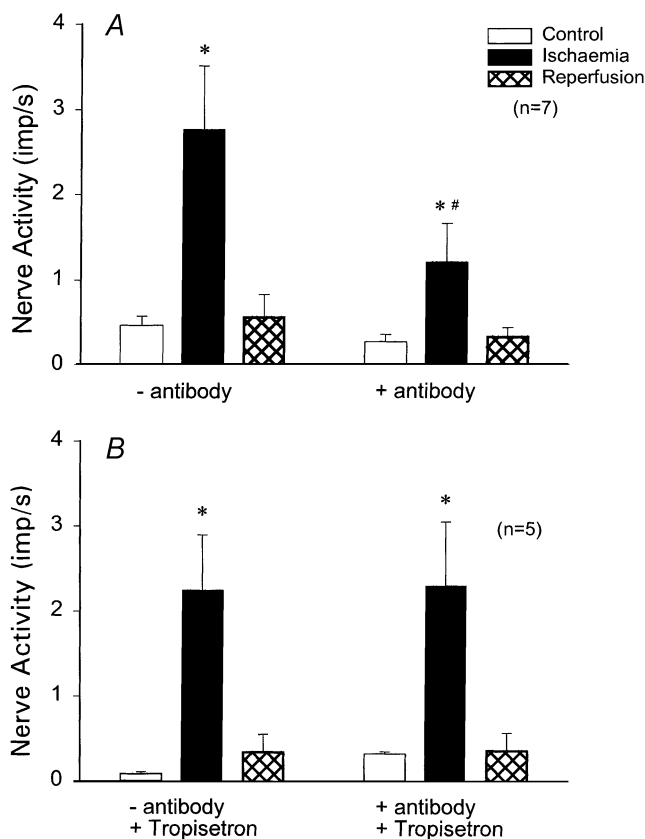 A
4
3
2
1
0
Nerve Activity (imp/s)
*
* #
Control
Ischaemia
Reperfusion
(n=7)
- antibody
+ antibody
B
4
3
2
1
0
Nerve Activity (imp/s)
*
*
(n=5)
- antibody
+ Tropisetron
+ antibody
+ Tropisetron